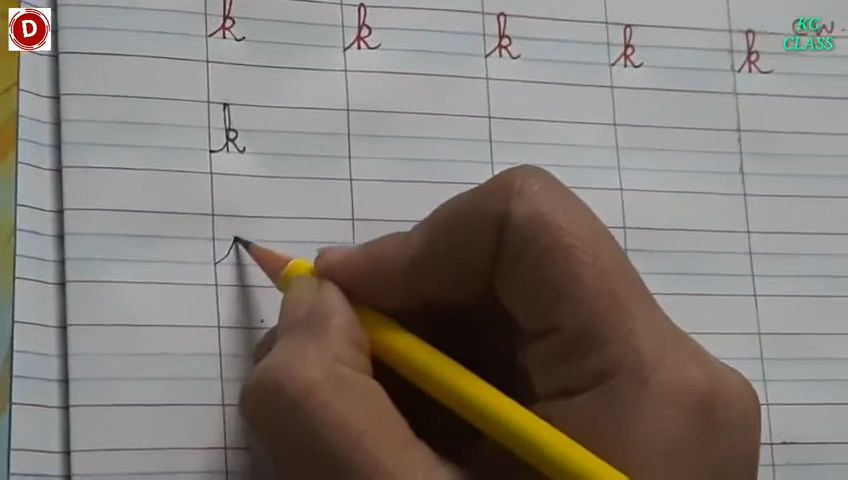 D
k k k k k
KG
CLASS
C.W.
k